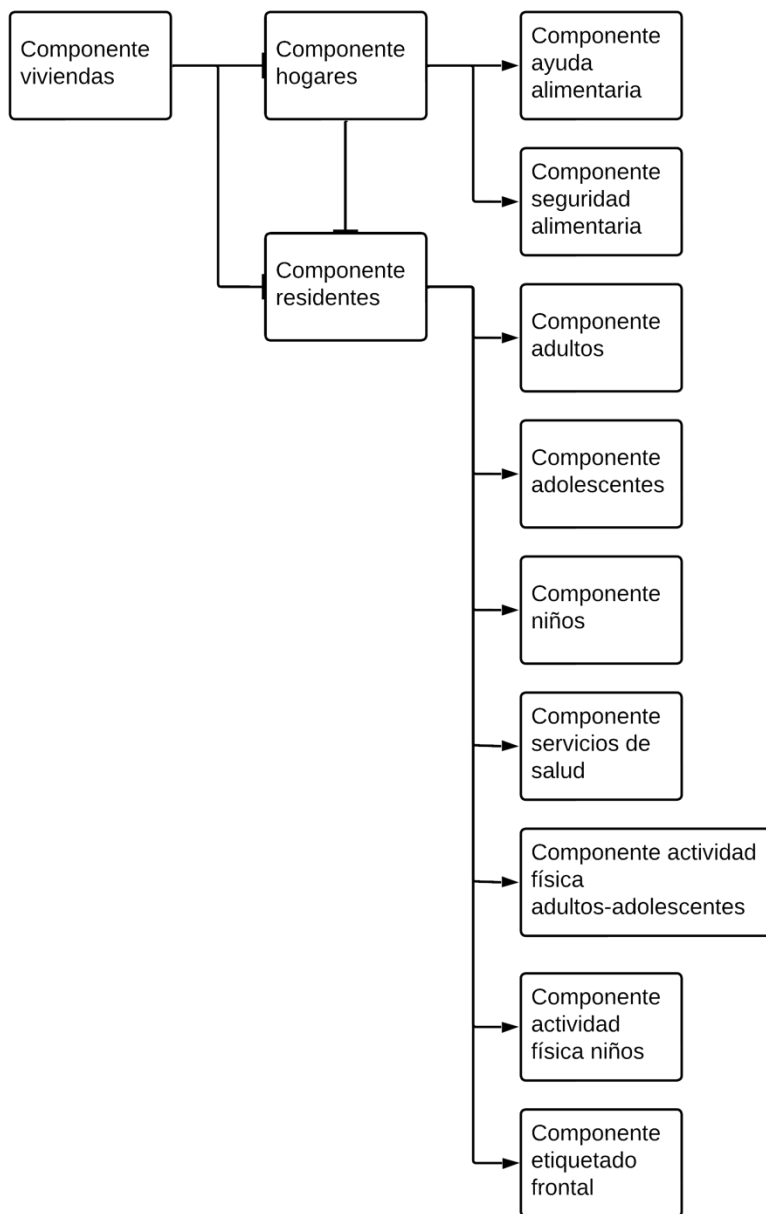 Componente
viviendas
Componente
hogares
Componente
ayuda
alimentaria
Componente
seguridad
alimentaria
Componente
residentes
Componente
adultos
Componente
adolescentes
Componente
niños
Componente
servicios de
salud
Componente actividad
física
adultos-adolescentes
Componente
actividad
física niños
Componente
etiquetado
frontal